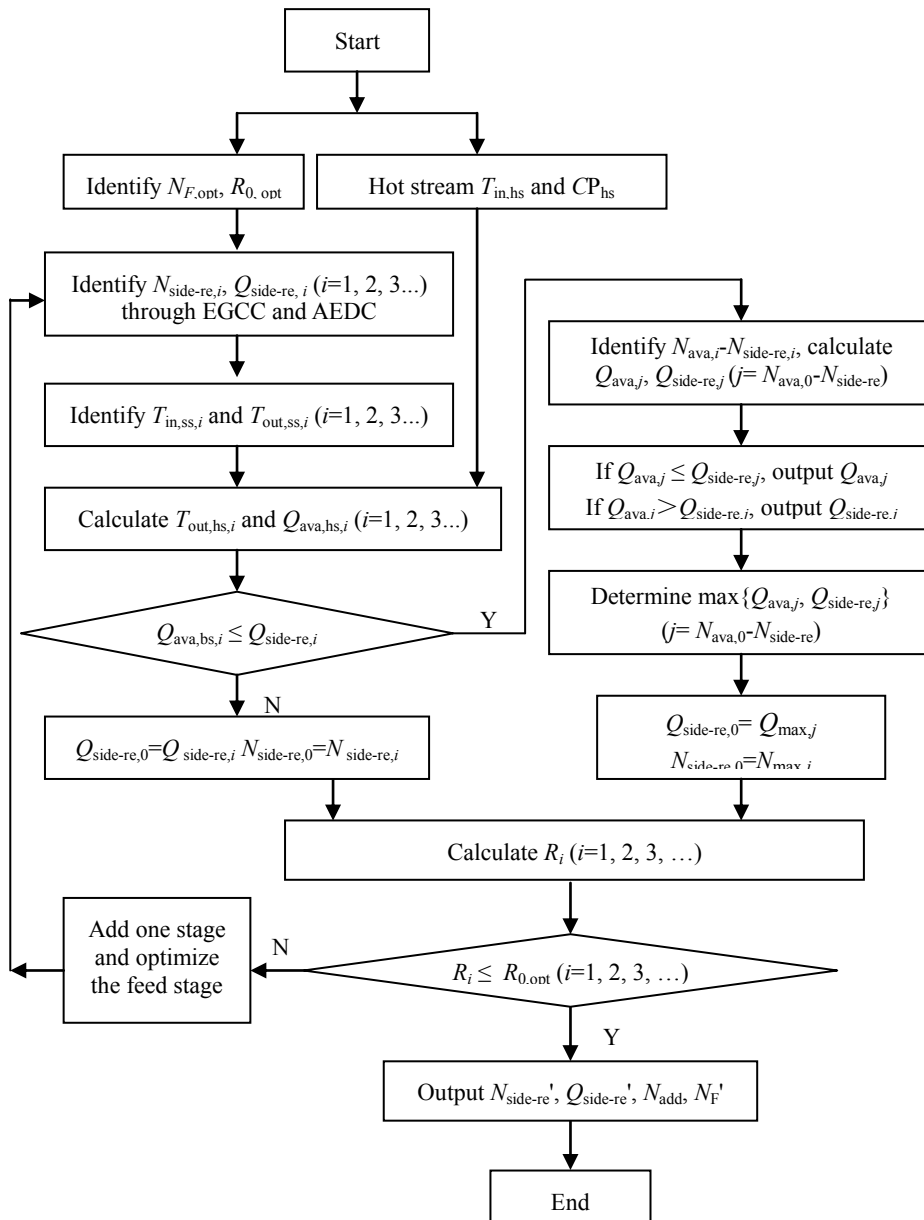 Start
Identify N_F,opt, R_0, opt
Hot stream T_in,hs and CP_hs
Identify N_side-re,i, Q_side-re, i (i=1, 2, 3...)
through EGCC and AEDC
Identify T_in,ss,i and T_out,ss,i (i=1, 2, 3...)
Calculate T_out,hs,i and Q_ava,hs,i (i=1, 2, 3...)
Q_ava,bs,i ≤ Q_side-re,i
Y
N
Q_side-re,0=Q_side-re,i N_side-re,0=N_side-re,i
Identify N_ava,i-N_side-re,i, calculate
Q_ava,j, Q_side-re,j (j= N_ava,0-N_side-re)
If Q_ava,j ≤ Q_side-re,j, output Q_ava,j
If Q_ava,j＞Q_side-re,j, output Q_side-re,j
Determine max{Q_ava,j, Q_side-re,j}
(j= N_ava,0-N_side-re)
Q_side-re,0= Q_max,j
N_side-re,0=N_max,j
Calculate R_i (i=1, 2, 3, …)
Add one stage
and optimize
the feed stage
N
R_i ≤ R_0,opt (i=1, 2, 3, …)
Y
Output N_side-re', Q_side-re', N_add, N_F'
End